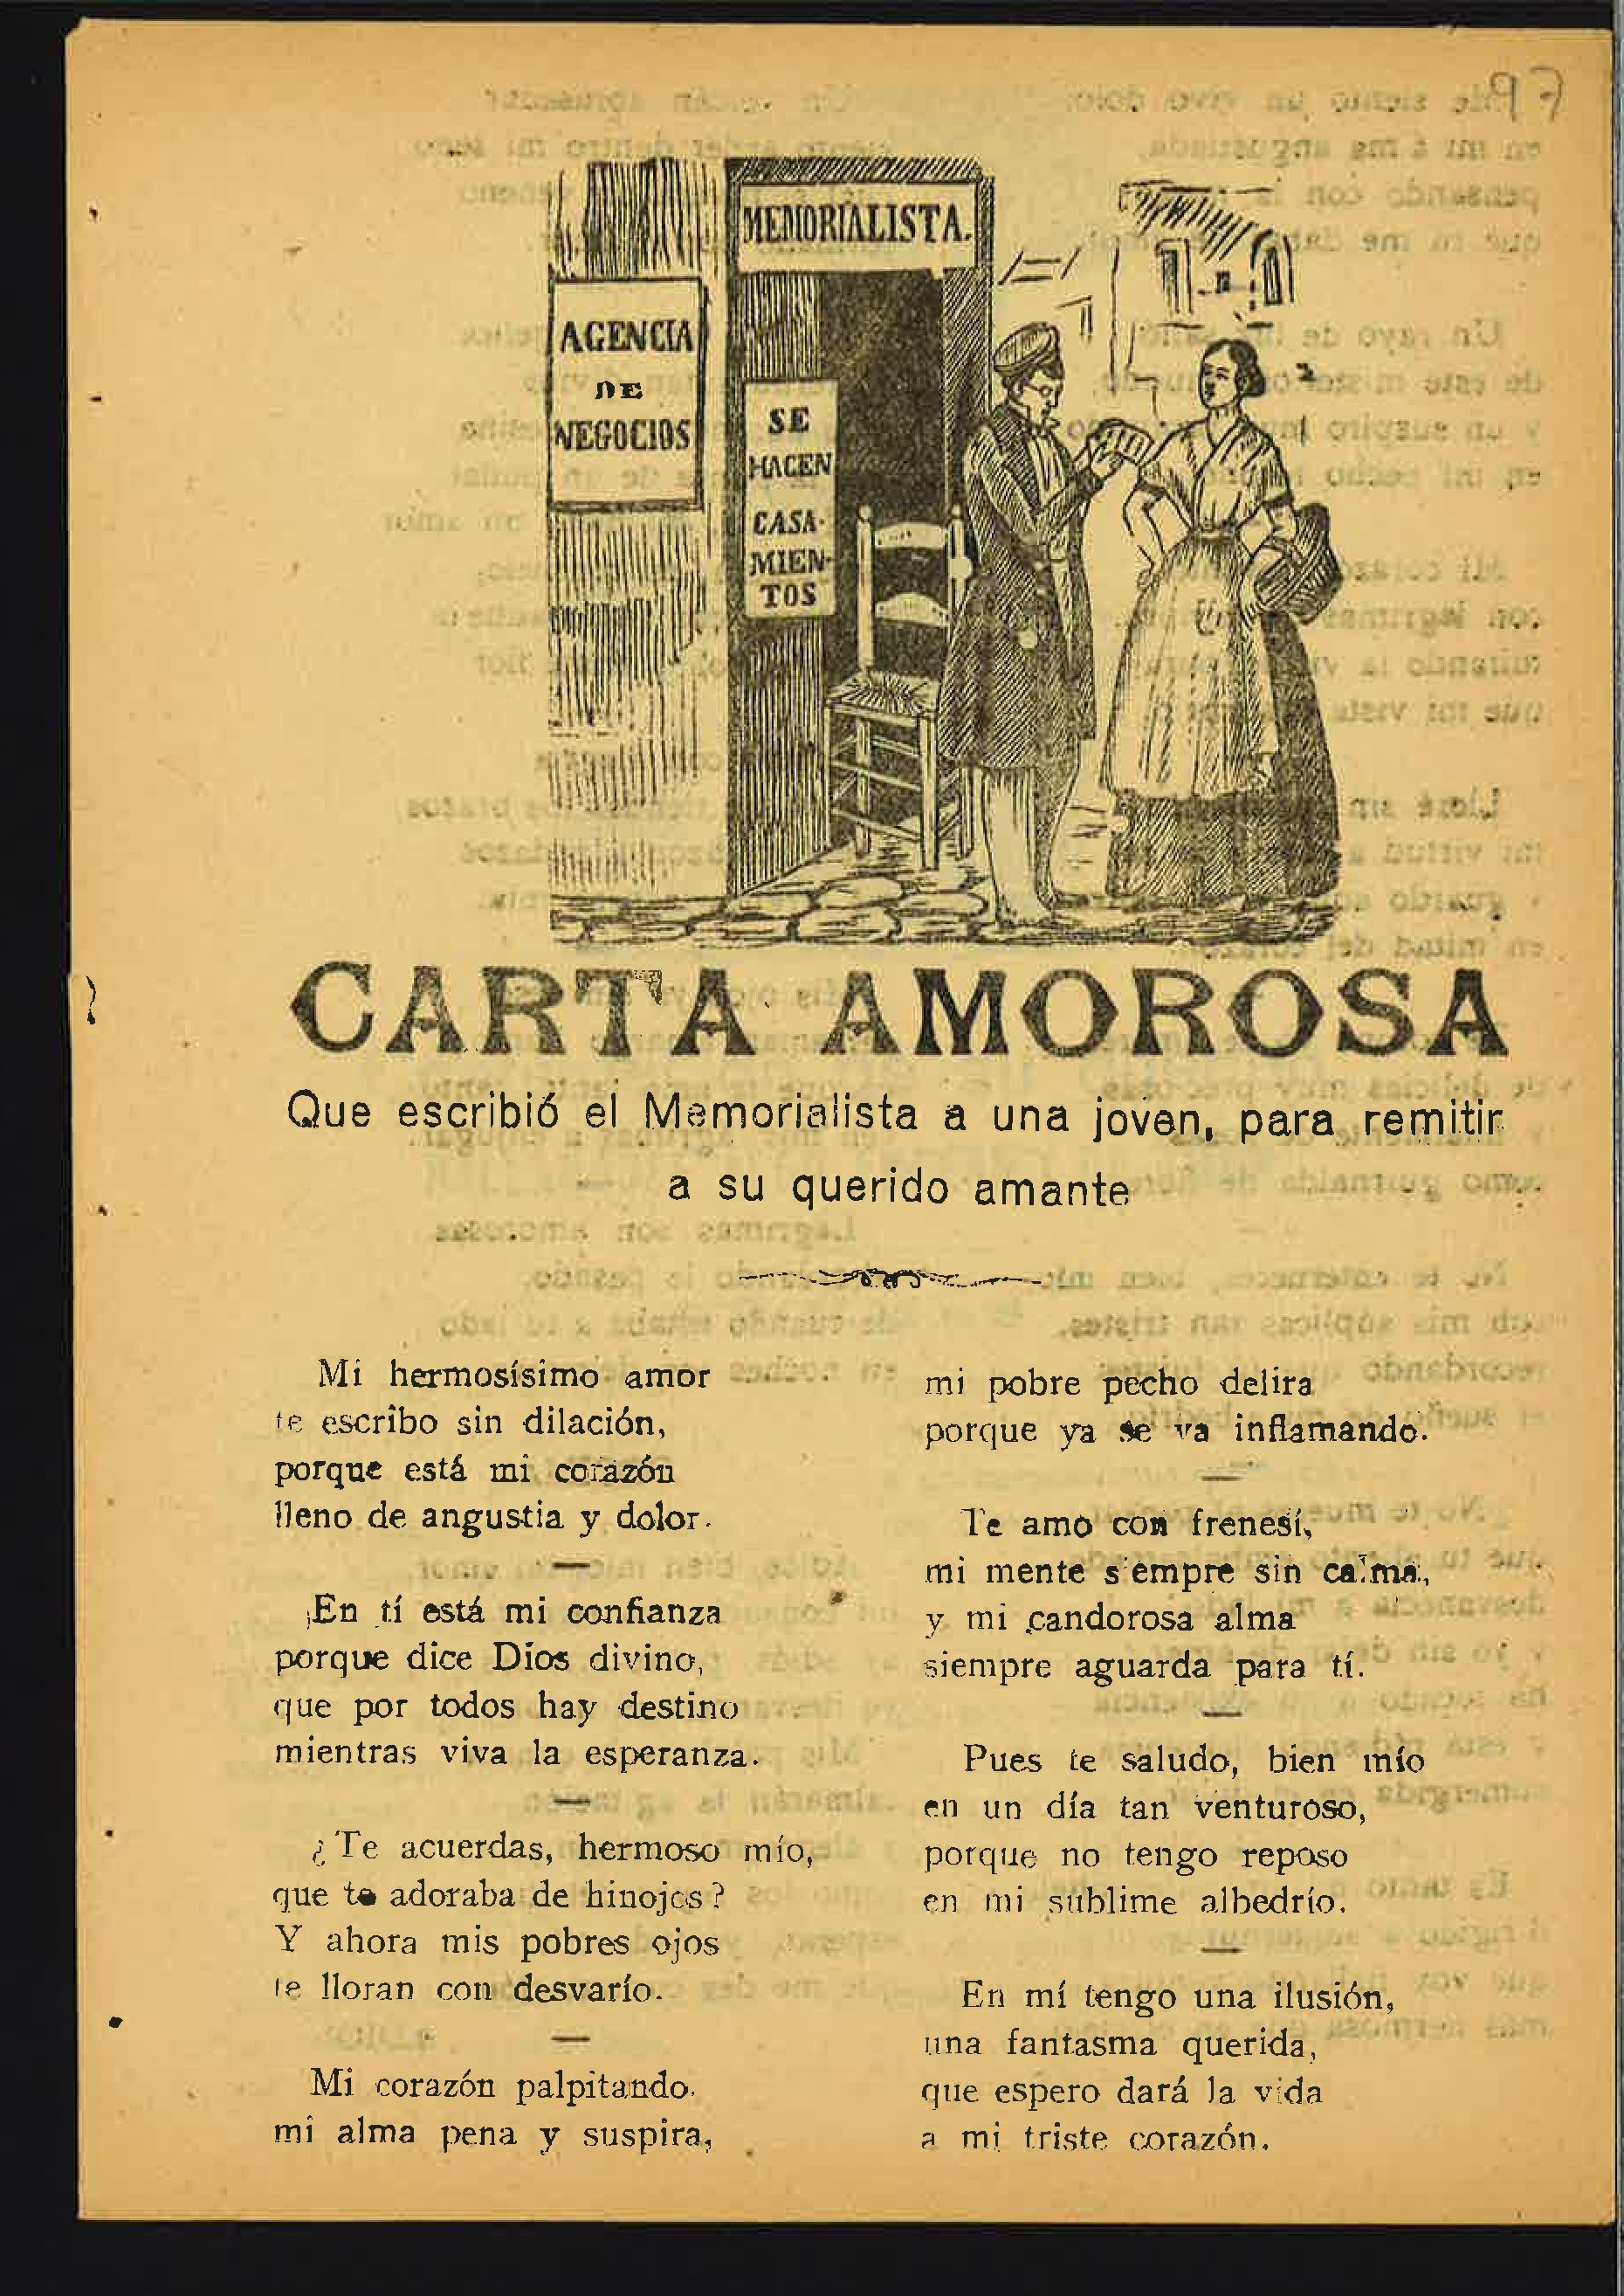 MEMORIALISTA.
AGENCIA
DE
NEGOCIOS
SE
HACEN
CASA-
MIEN-
TOS
CARTA AMOROSA
Que escribió el Memorialista a una joven, para remitir
a su querido amante
Mi hermosísimo amor
te escribo sin dilación,
porque está mi corazón
lleno de angustia y dolor.
¡En tí está mi confianza
porque dice Dios divino,
que por todos hay destino
mientras viva la esperanza.
¿Te acuerdas, hermoso mío,
que te adoraba de hinojos?
Y ahora mis pobres ojos
te lloran con desvarío.
Mi corazón palpitando.
mi alma pena y suspira,
mi pobre pecho delira
porque ya se va inflamando.
Te amo con frenesí,
mi mente siempre sin calma,
y mi candorosa alma
siempre aguarda para tí.
Pues te saludo, bien mío
en un día tan venturoso,
porque no tengo reposo
en mi sublime albedrío.
En mí tengo una ilusión,
una fantasma querida,
que espero dará la vida
a mi triste corazón.